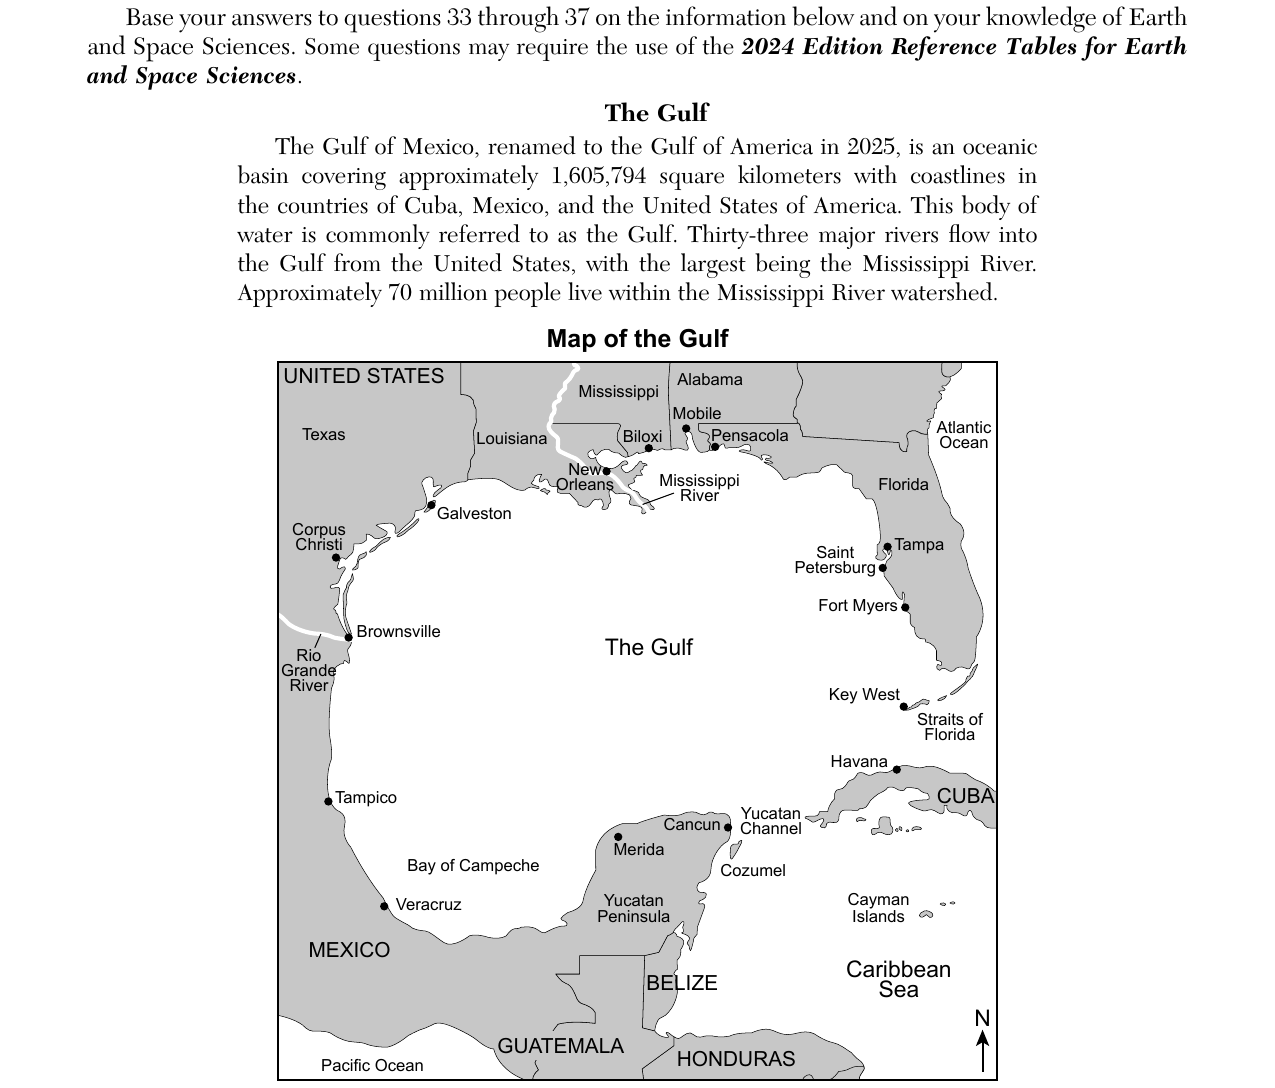 Base your answers to questions 33 through 37 on the information below and on your knowledge of Earth
and Space Sciences. Some questions may require the use of the 2024 Edition Reference Tables for Earth
and Space Sciences.
The Gulf
The Gulf of Mexico, renamed to the Gulf of America in 2025, is an oceanic
basin covering approximately 1,605,794 square kilometers with coastlines in
the countries of Cuba, Mexico, and the United States of America. This body of
water is commonly referred to as the Gulf. Thirty-three major rivers flow into
the Gulf from the United States, with the largest being the Mississippi River.
Approximately 70 million people live within the Mississippi River watershed.
Map of the Gulf
UNITED STATES
Mississippi
Alabama
Mobile
Texas
Louisiana
Biloxi
Pensacola
Atlantic
Ocean
New
Orleans
Mississippi
River
Florida
Galveston
Corpus
Christi
Saint
Petersburg
Tampa
Fort Myers
Brownsville
The Gulf
Rio
Grande
River
Key West
Straits of
Florida
Havana
CUBA
Tampico
Cancun
Yucatan
Channel
Merida
Bay of Campeche
Cozumel
Veracruz
Yucatan
Peninsula
Cayman
Islands
MEXICO
BELIZE
Caribbean
Sea
N
GUATEMALA
HONDURAS
Pacific Ocean